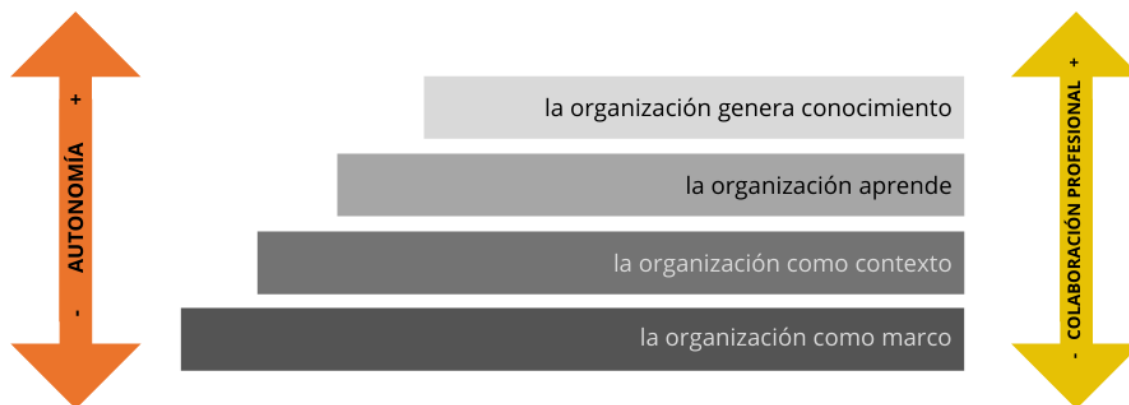 - AUTONOMÍA +
la organización genera conocimiento
la organización aprende
la organización como contexto
la organización como marco
- COLABORACIÓN PROFESIONAL +